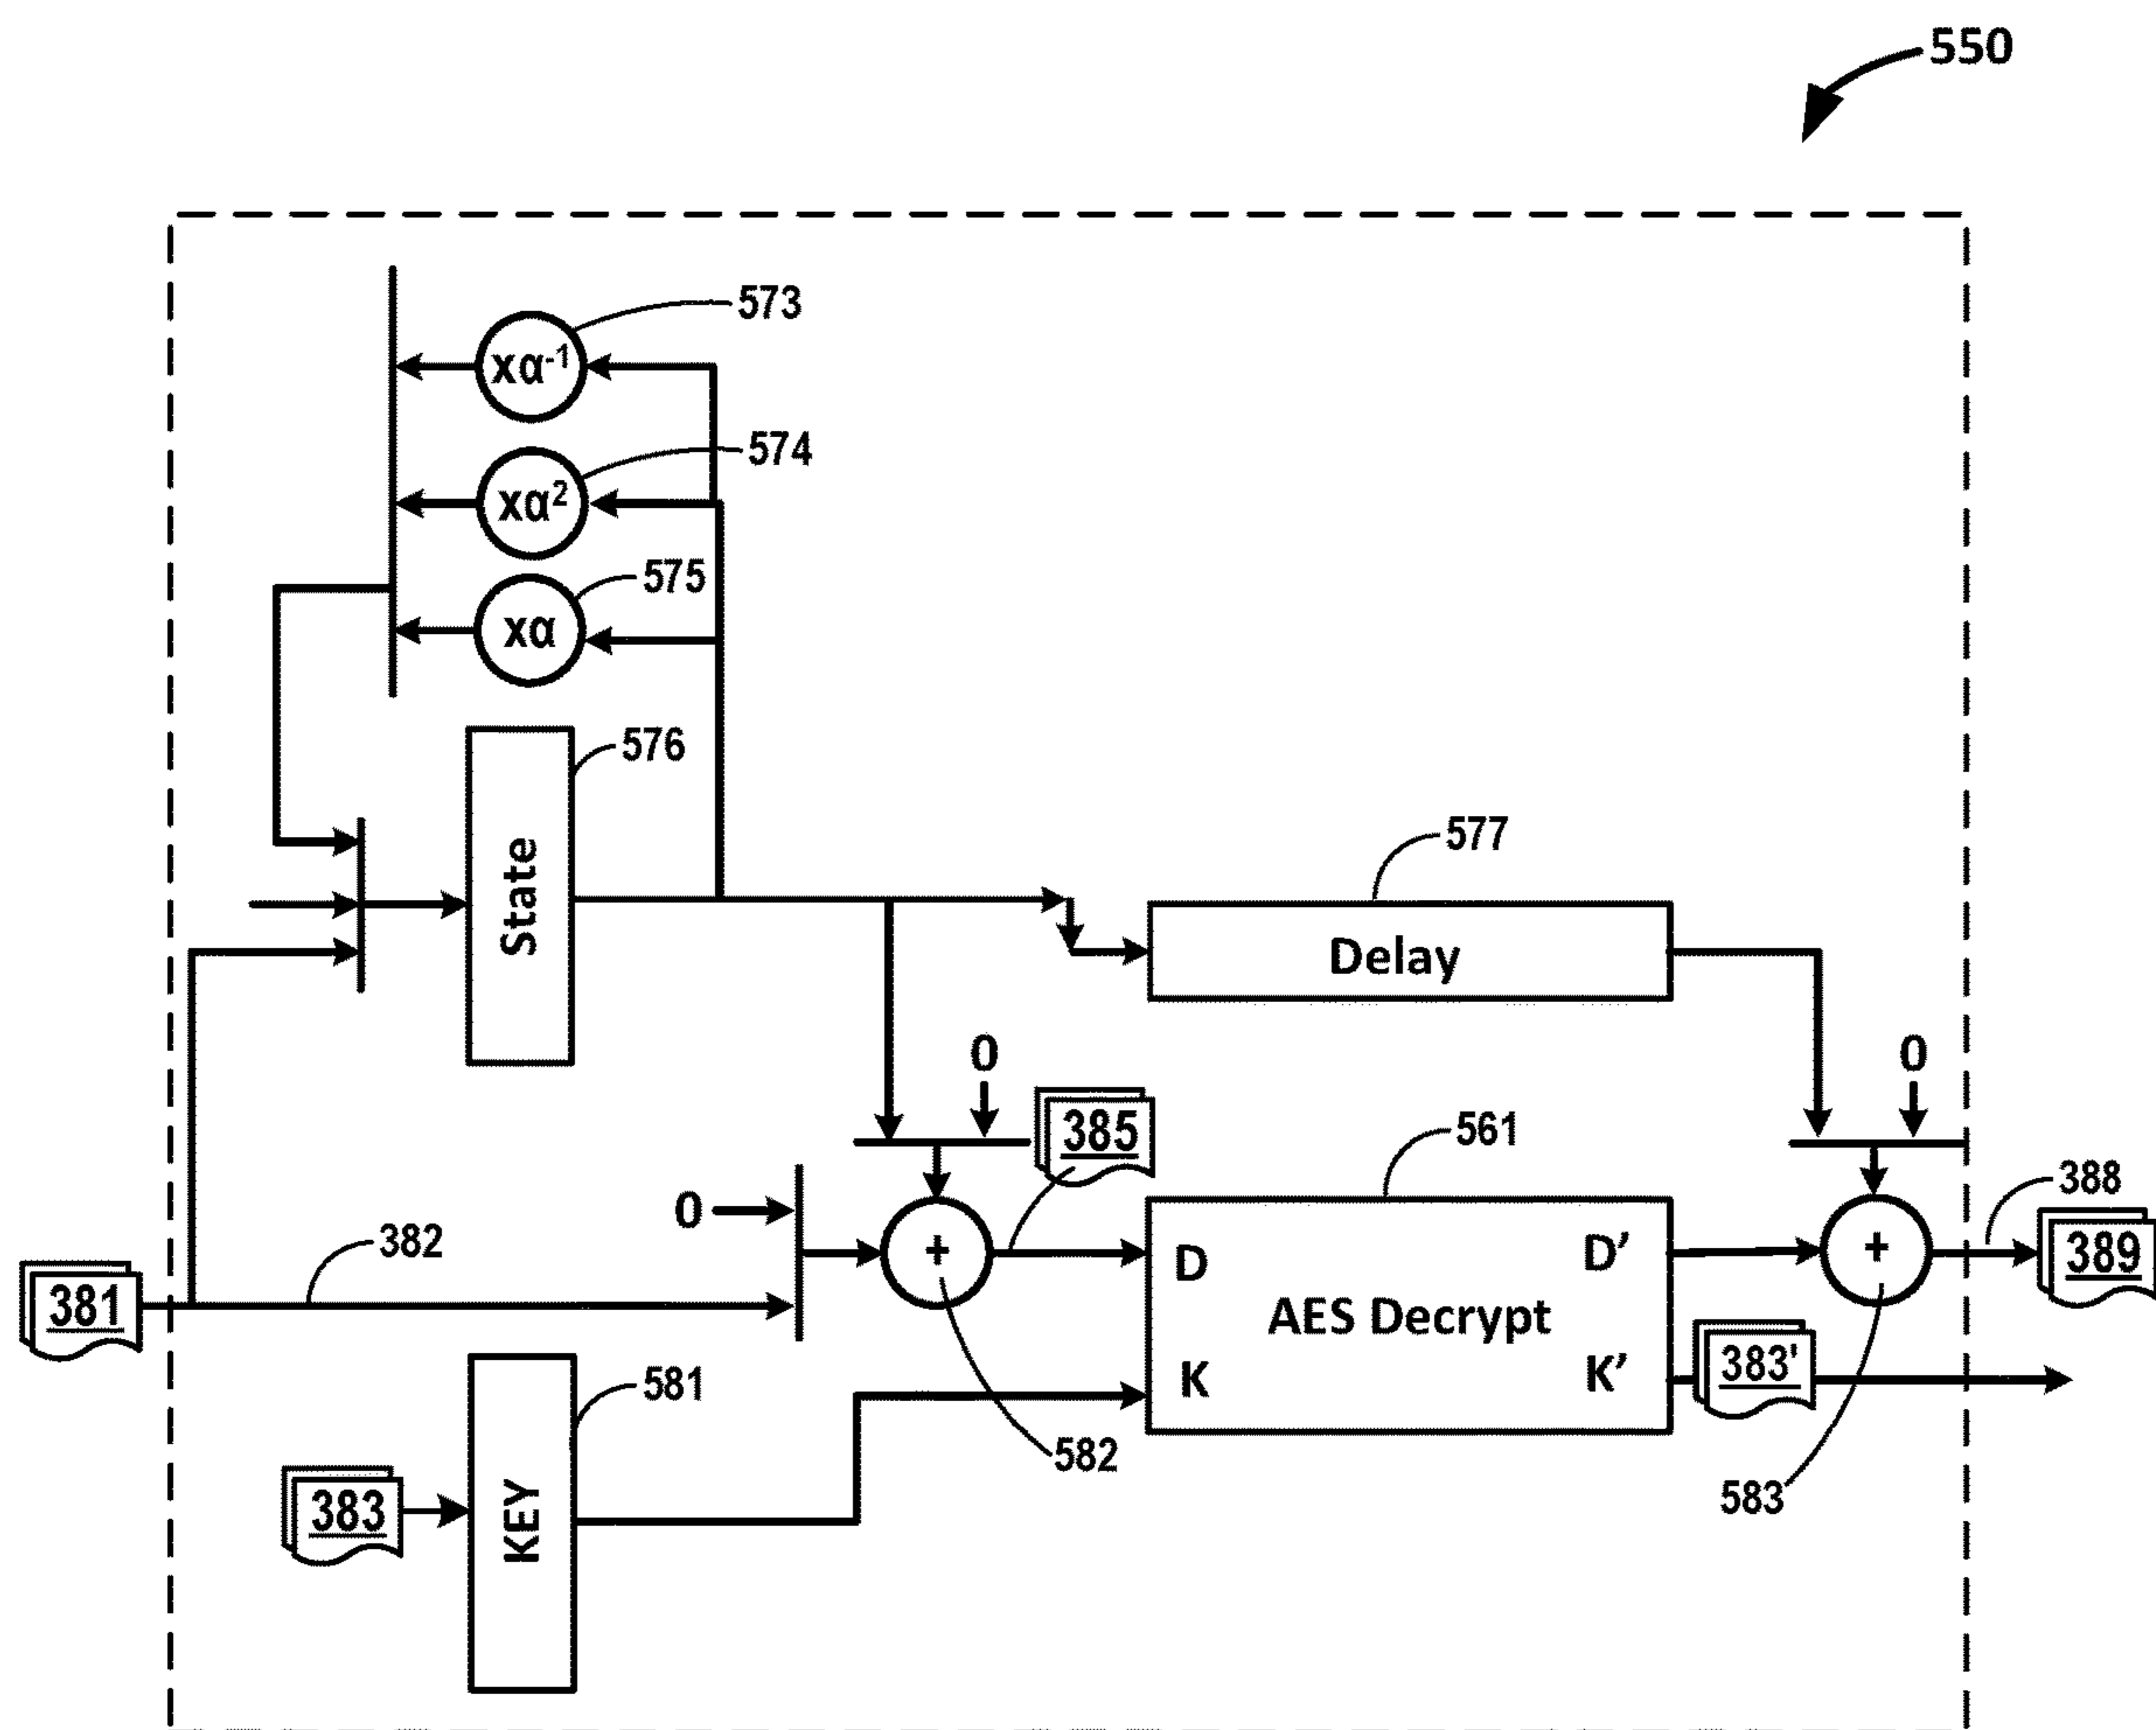 550
573
xα⁻¹
574
xα²
575
xα
576
State
577
Delay
0
0
385
561
388
0
382
+
D
D’
+
389
381
AES Decrypt
K
K’
383'
581
582
583
383
KEY